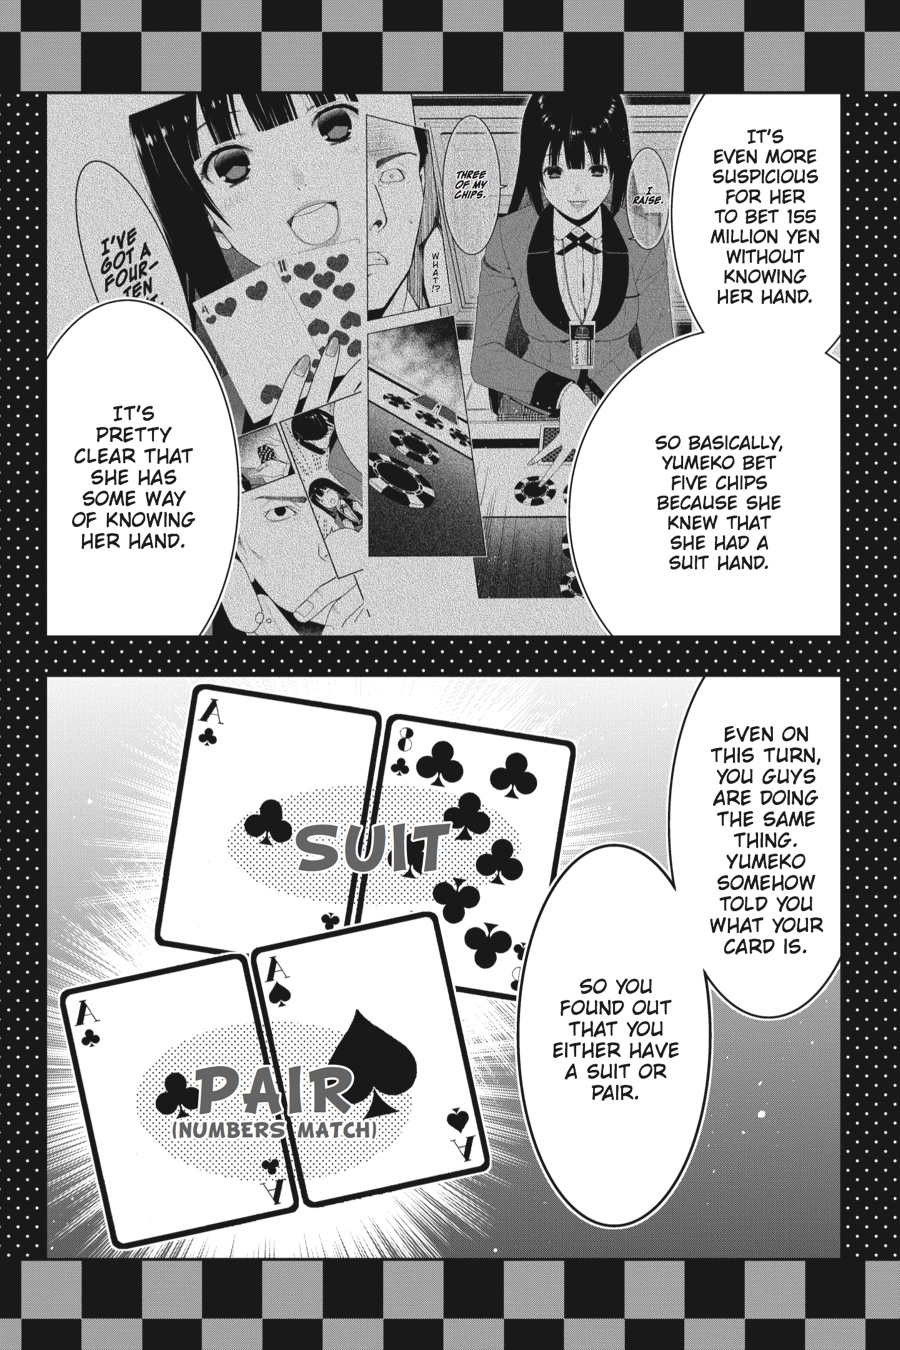 IT'S
EVEN MORE
SUSPICIOUS
FOR HER
TO BET 155
MILLION YEN
WITHOUT
KNOWING
HER HAND.
I
RAISE.
THREE
OF MY
CHIPS.
WHAT!?
I'VE
GOT A
FOUR-
TEN
SO BASICALLY,
YUMEKO BET
FIVE CHIPS
BECAUSE SHE
KNEW THAT
SHE HAD A
SUIT HAND.
IT'S
PRETTY
CLEAR THAT
SHE HAS
SOME WAY
OF KNOWING
HER HAND.
EVEN ON
THIS TURN,
YOU GUYS
ARE DOING
THE SAME
THING.
YUMEKO
SOMEHOW
TOLD YOU
WHAT YOUR
CARD IS.
SO YOU
FOUND OUT
THAT YOU
EITHER HAVE
A SUIT OR
PAIR.
A
8
SUIT
8
A
A
PAIR
(NUMBERS MATCH)
A
A